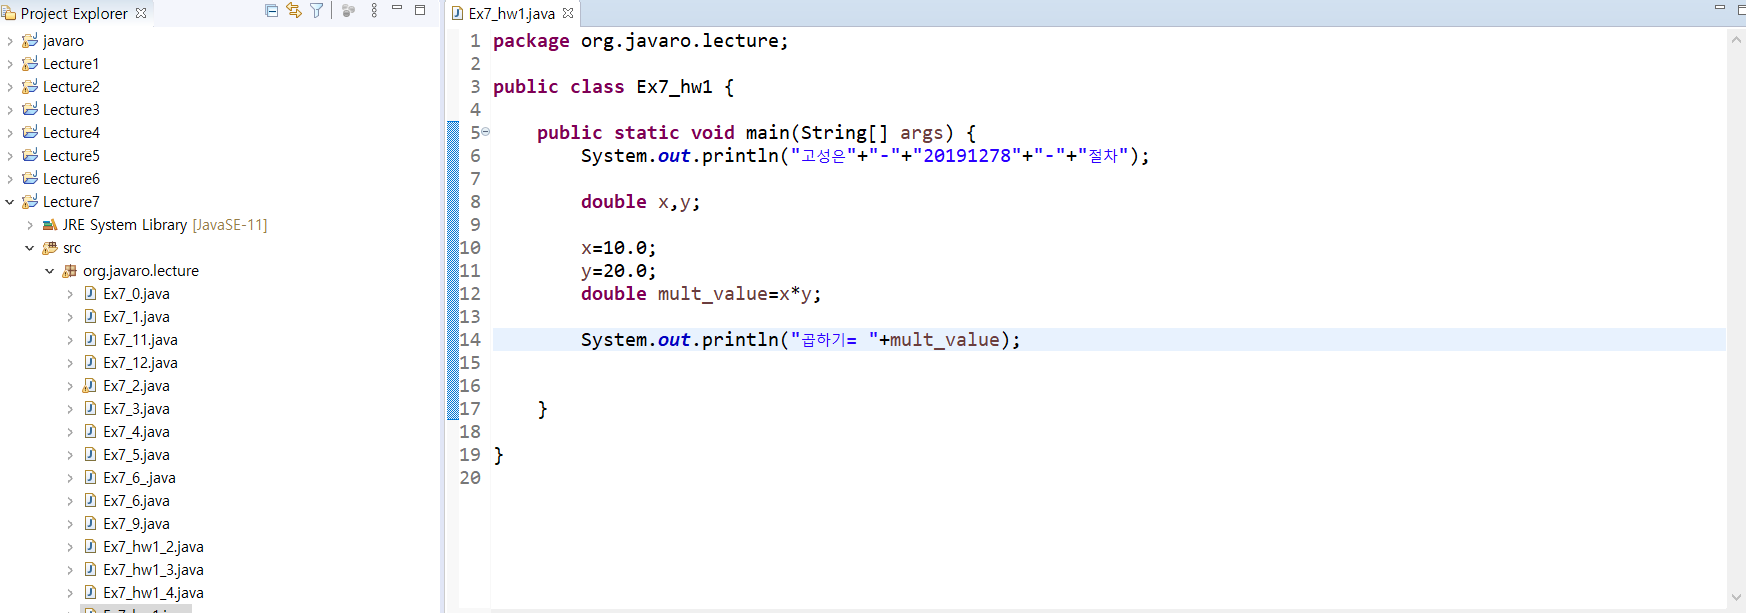 Project Explorer
javaro
Lecture1
Lecture2
Lecture3
Lecture4
Lecture5
Lecture6
Lecture7
JRE System Library [JavaSE-11]
src
org.javaro.lecture
Ex7_0.java
Ex7_1.java
Ex7_11.java
Ex7_12.java
Ex7_2.java
Ex7_3.java
Ex7_4.java
Ex7_5.java
Ex7_6_.java
Ex7_6.java
Ex7_9.java
Ex7_hw1_2.java
Ex7_hw1_3.java
Ex7_hw1_4.java
Ex7_hw1.java
1 package org.javaro.lecture;
2
3 public class Ex7_hw1 {
4
5 public static void main(String[] args) {
6 System.out.println("고성은"+"-"+"20191278"+"-"+"절차");
7
8 double x,y;
9
10 x=10.0;
11 y=20.0;
12 double mult_value=x*y;
13
14 System.out.println("곱하기= "+mult_value);
15
16
17 }
18
19 }
20